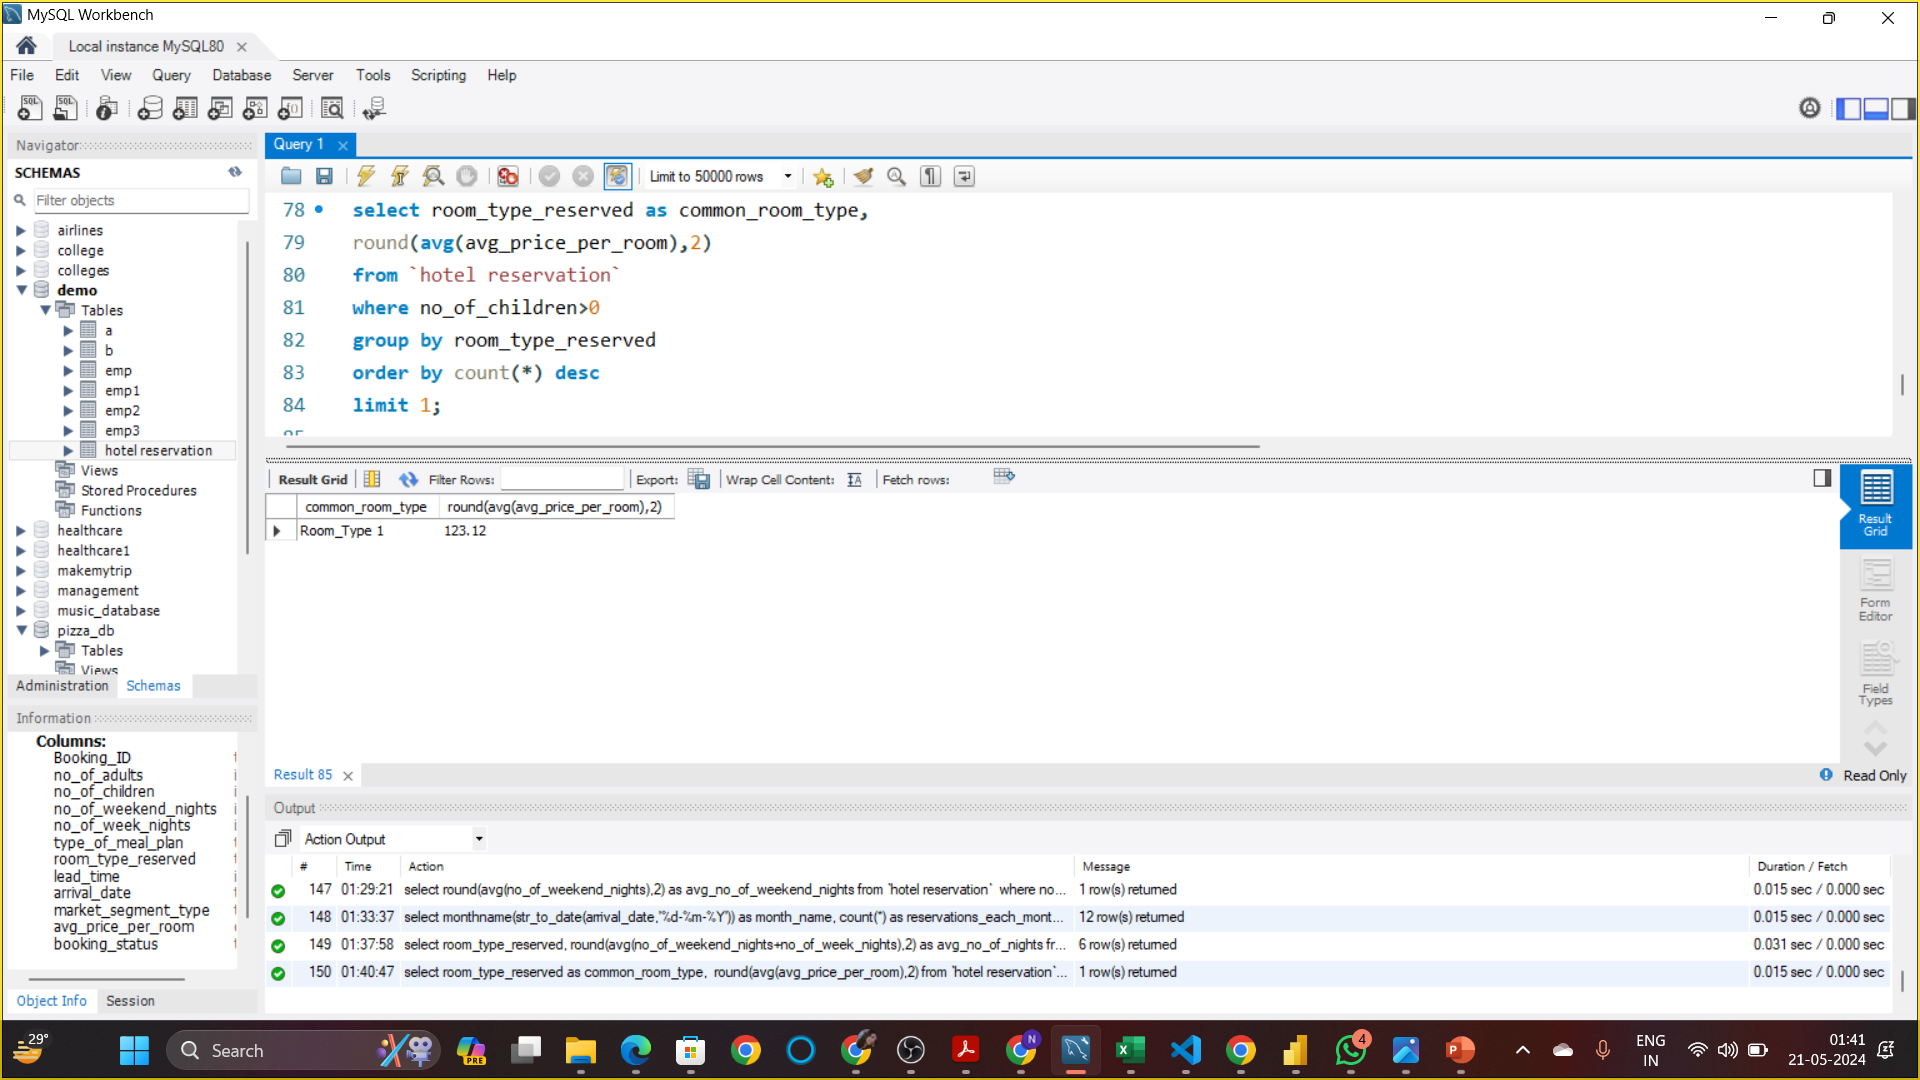 MySQL Workbench
Local instance MySQL80
File Edit View Query Database Server Tools Scripting Help
Navigator
SCHEMAS
Filter objects
airlines
college
colleges
demo
Tables
a
b
emp
emp1
emp2
emp3
hotel reservation
Views
Stored Procedures
Functions
healthcare
healthcare1
makemytrip
management
music_database
pizza_db
Tables
Views
Administration Schemas
Information
Columns:
Booking_ID
no_of_adults
no_of_children
no_of_weekend_nights
no_of_week_nights
type_of_meal_plan
room_type_reserved
lead_time
arrival_date
market_segment_type
avg_price_per_room
booking_status
Object Info Session
Query 1
Limit to 50000 rows
78 select room_type_reserved as common_room_type,
79 round(avg(avg_price_per_room),2)
80 from `hotel reservation`
81 where no_of_children>0
82 group by room_type_reserved
83 order by count(*) desc
84 limit 1;
Result Grid Filter Rows: Export: Wrap Cell Content: Fetch rows:
common_room_type round(avg(avg_price_per_room),2)
Room_Type 1 123.12
Result Grid
Form Editor
Field Types
Result 85
Read Only
Output
Action Output
# Time Action Message Duration / Fetch
147 01:29:21 select round(avg(no_of_weekend_nights),2) as avg_no_of_weekend_nights from `hotel reservation` where no... 1 row(s) returned 0.015 sec / 0.000 sec
148 01:33:37 select monthname(str_to_date(arrival_date,"%d-%m-%Y")) as month_name, count(*) as reservations_each_mont... 12 row(s) returned 0.015 sec / 0.000 sec
149 01:37:58 select room_type_reserved, round(avg(no_of_weekend_nights+no_of_week_nights),2) as avg_no_of_nights fr... 6 row(s) returned 0.031 sec / 0.000 sec
150 01:40:47 select room_type_reserved as common_room_type, round(avg(avg_price_per_room),2) from `hotel reservation`... 1 row(s) returned 0.015 sec / 0.000 sec
29°
Search
PRE
N
4
ENG
IN
01:41
21-05-2024